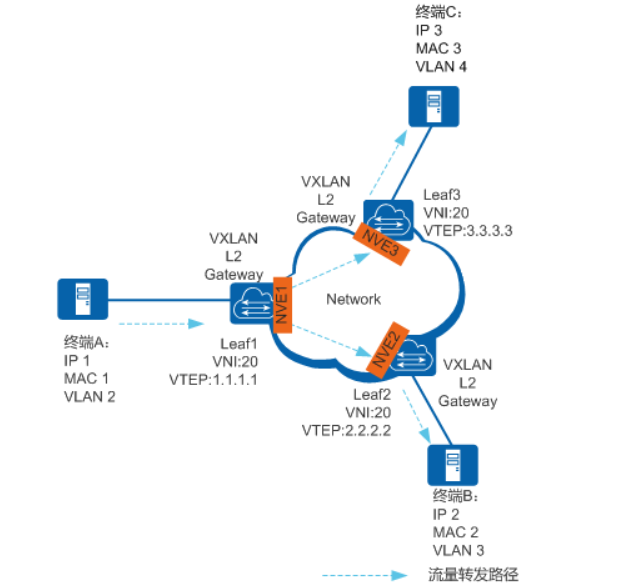 终端C:
IP 3
MAC 3
VLAN 4
VXLAN
L2
Gateway
Leaf3
VNI:20
VTEP:3.3.3.3
NVE3
VXLAN
L2
Gateway
NVE1
Network
终端A:
IP 1
MAC 1
VLAN 2
Leaf1
VNI:20
VTEP:1.1.1.1
NVE2
VXLAN
L2
Gateway
Leaf2
VNI:20
VTEP:2.2.2.2
终端B:
IP 2
MAC 2
VLAN 3
流量转发路径